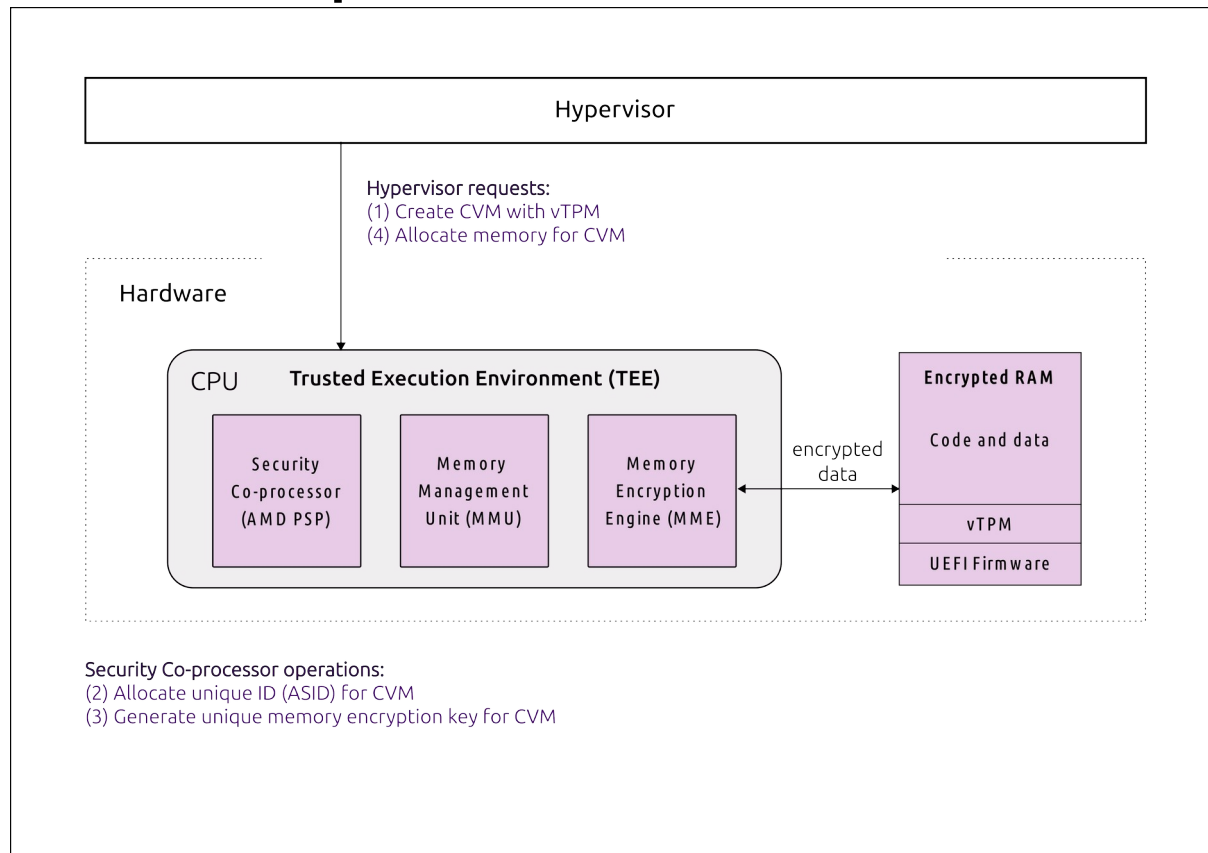 Hypervisor
Hypervisor requests:
(1) Create CVM with vTPM
(4) Allocate memory for CVM
Hardware
CPU
Trusted Execution Environment (TEE)
Security
Co-processor
(AMD PSP)
Memory
Management
Unit (MMU)
Memory
Encryption
Engine (MME)
encrypted
data
Encrypted RAM
Code and data
vTPM
UEFI Firmware
Security Co-processor operations:
(2) Allocate unique ID (ASID) for CVM
(3) Generate unique memory encryption key for CVM